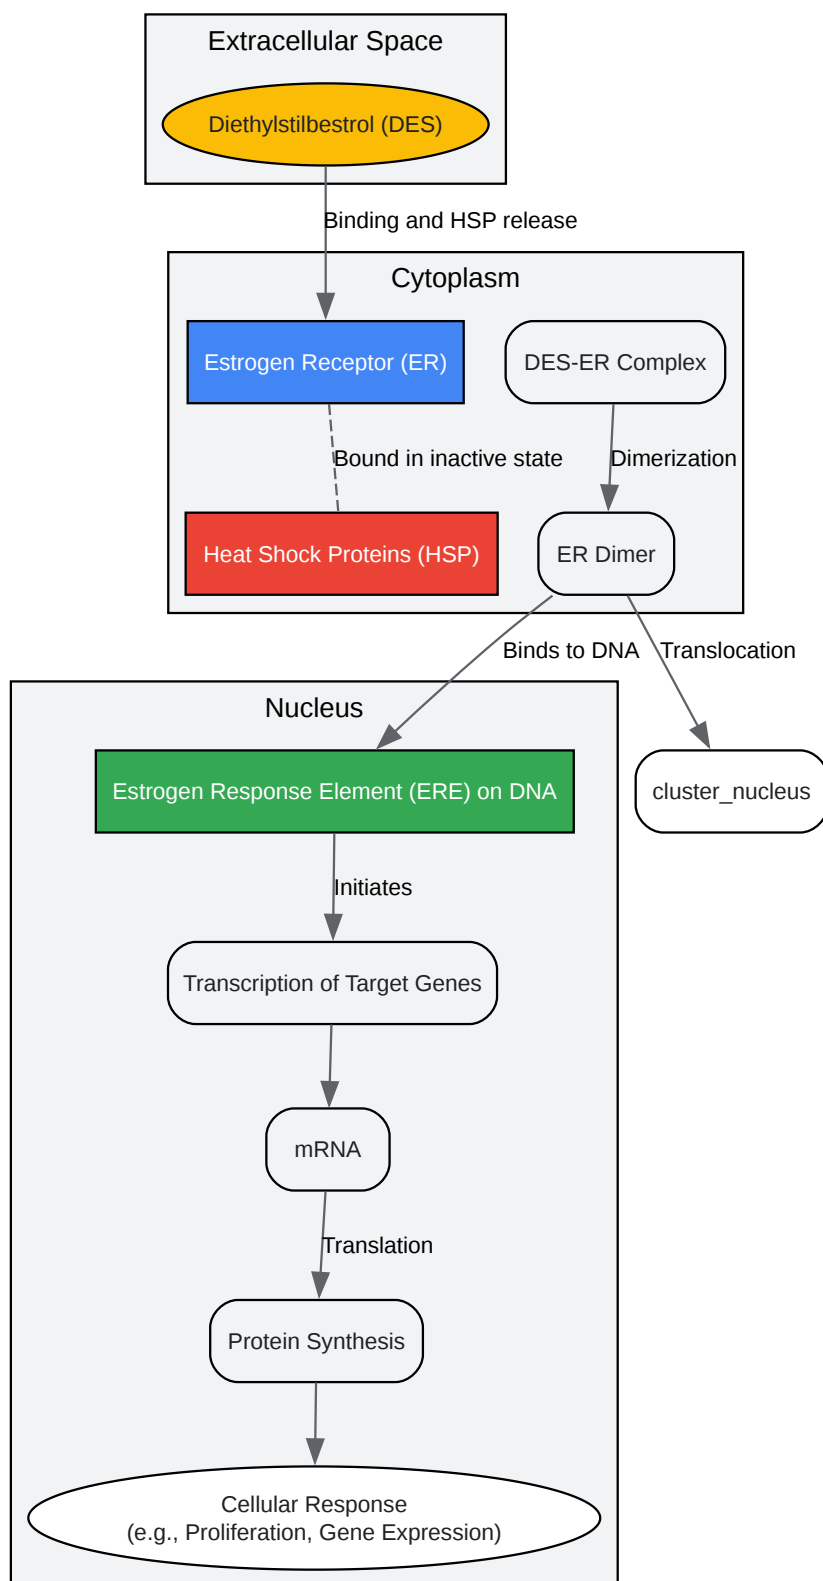 Extracellular Space
Diethylstilbestrol (DES)
Binding and HSP release
Cytoplasm
Estrogen Receptor (ER)
DES-ER Complex
Bound in inactive state
Dimerization
Heat Shock Proteins (HSP)
ER Dimer
Binds to DNA
Translocation
Nucleus
Estrogen Response Element (ERE) on DNA
cluster_nucleus
Initiates
Transcription of Target Genes
mRNA
Translation
Protein Synthesis
Cellular Response
(e.g., Proliferation, Gene Expression)